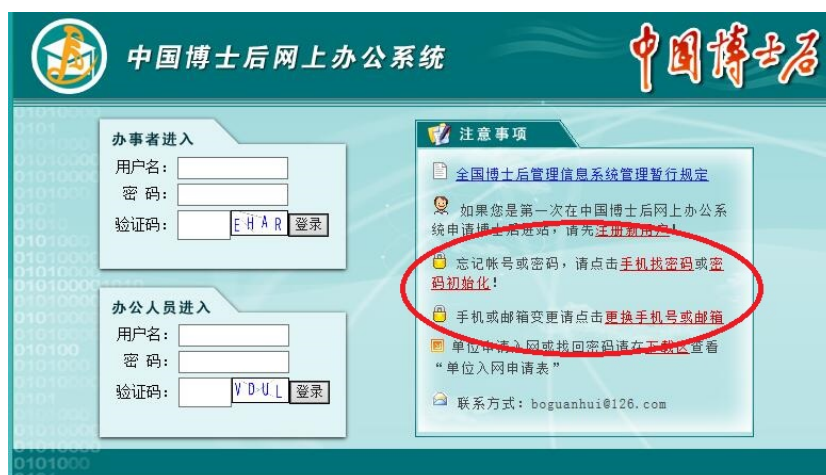 中国博士后网上办公系统
中国博士后
办事者进入
用户名：
密 码：
验证码：
EHAR
登录
办公人员进入
用户名：
密 码：
验证码：
VDUL
登录
注意事项
全国博士后管理信息系统管理暂行规定
如果您是第一次在中国博士后网上办公系
统申请博士后进站，请先注册新用户！
忘记帐号或密码，请点击手机找密码或密
码初始化！
手机或邮箱变更请点击更换手机号或邮箱
单位申请入网或找回密码请在下载区查看
“单位入网申请表”
联系方式：boguanhui@126.com